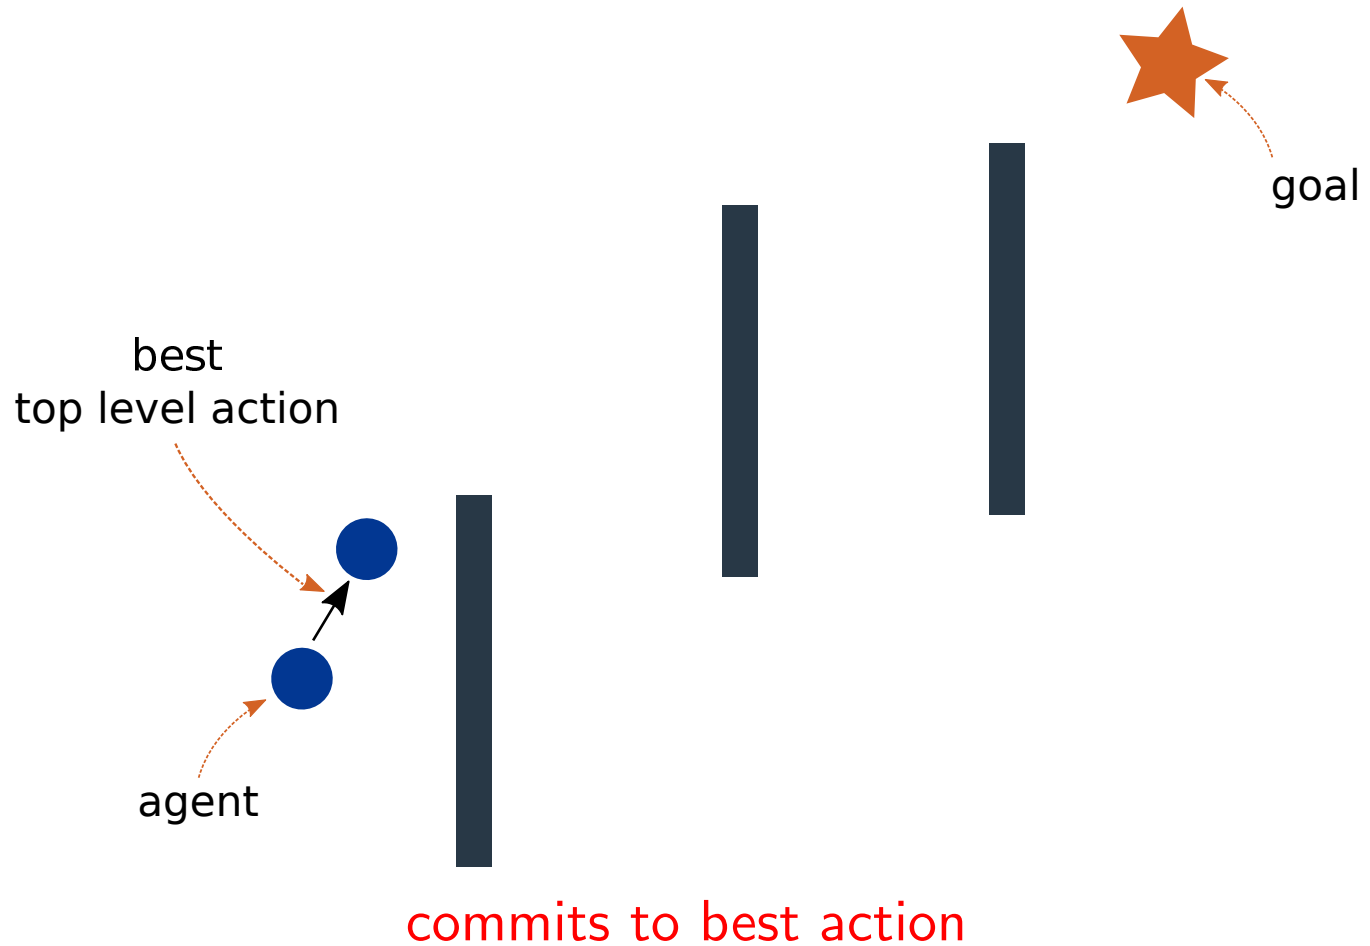 goal
best
top level action
agent
commits to best action